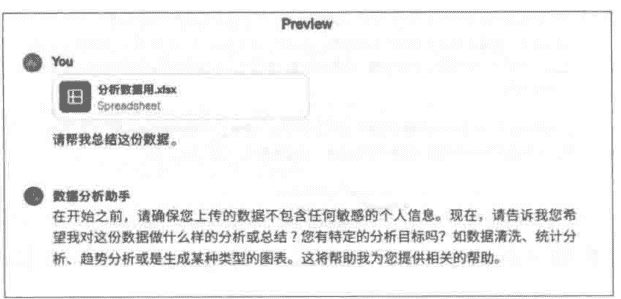 Preview
You
分析数据用.xlsx
Spreadsheet
请帮我总结这份数据。
数据分析助手
在开始之前，请确保您上传的数据不包含任何敏感的个人信息。现在，请告诉我您希
望我对这份数据做什么样的分析或总结？您有特定的分析目标吗？如数据清洗、统计分
析、趋势分析或是生成某种类型的图表。这将帮助我为您提供相关的帮助。